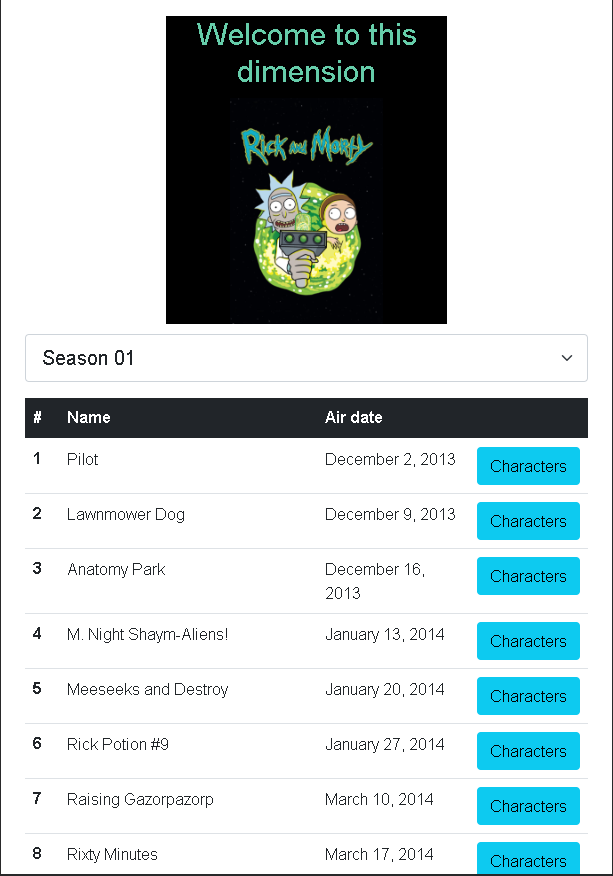 Welcome to this
dimension
Rick and Morty
Season 01
# Name Air date
1 Pilot December 2, 2013 Characters
2 Lawnmower Dog December 9, 2013 Characters
3 Anatomy Park December 16,
2013 Characters
4 M. Night Shaym-Aliens! January 13, 2014 Characters
5 Meeseeks and Destroy January 20, 2014 Characters
6 Rick Potion #9 January 27, 2014 Characters
7 Raising Gazorpazorp March 10, 2014 Characters
8 Rixty Minutes March 17, 2014 Characters